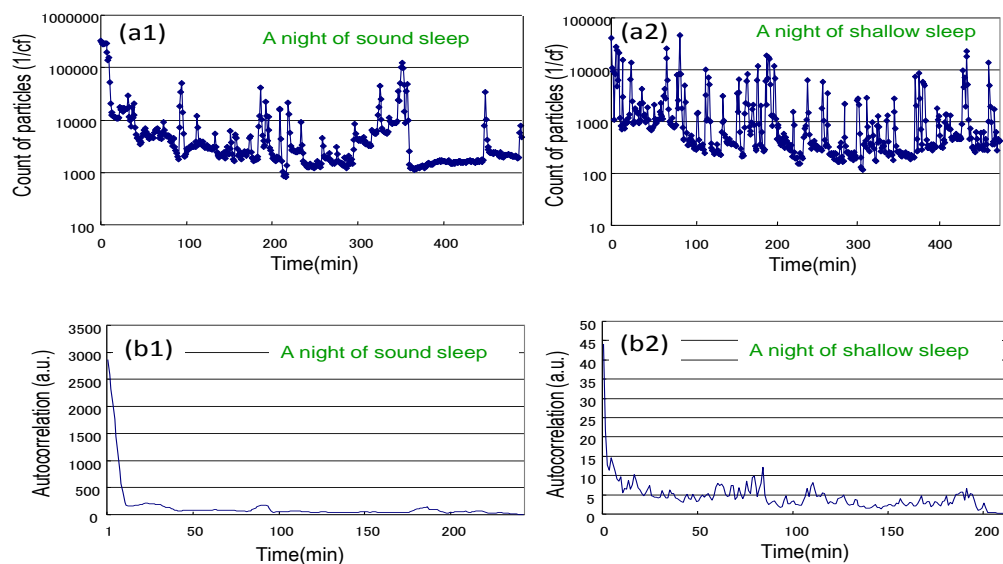 (a1)
A night of sound sleep
Count of particles (1/cf)
1000000
100000
10000
1000
100
0 100 200 300 400
Time(min)
(a2)
A night of shallow sleep
Count of particles (1/cf)
100000
10000
1000
100
10
0 100 200 300 400
Time(min)
(b1)
A night of sound sleep
Autocorrelation (a.u.)
3500
3000
2500
2000
1500
1000
500
0
1 50 100 150 200
Time(min)
(b2)
A night of shallow sleep
Autocorrelation (a.u.)
50
45
40
35
30
25
20
15
10
5
0
0 50 100 150 200
Time(min)